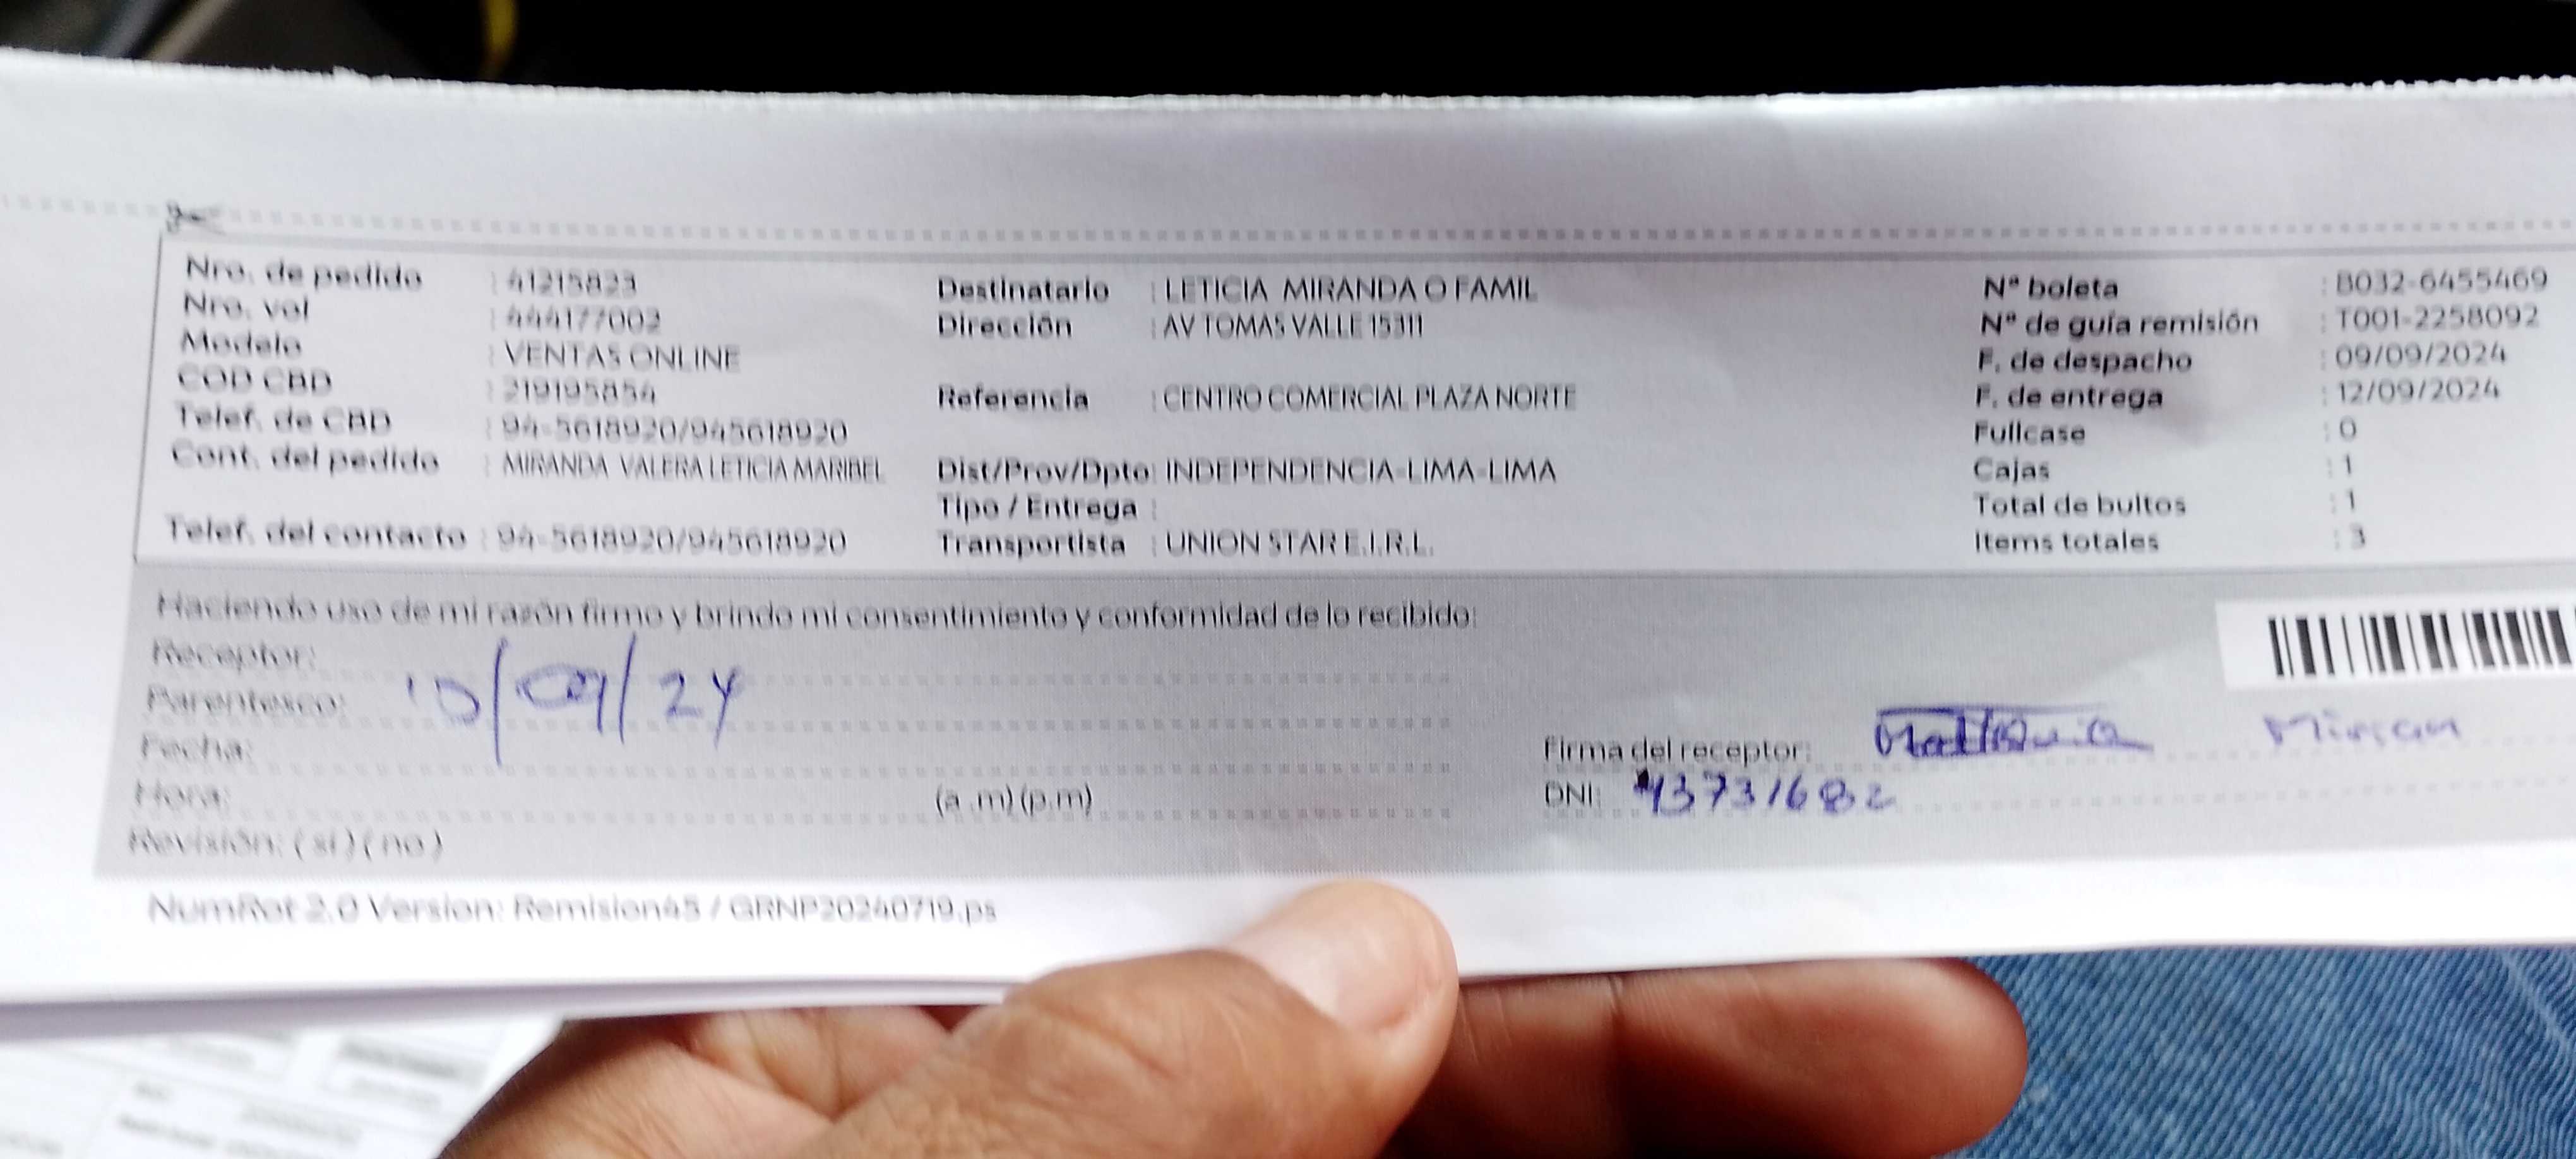 Nro. de pedido : 41215823
Nro. vol : 444177002
Modelo : VENTAS ONLINE
COD CBD : 219195854
Telef. de CBD : 94-5618920/945618920
Cont. del pedido : MIRANDA VALERA LETICIA MARIBEL
Telef. del contacto : 94-5618920/945618920
Destinatario : LETICIA MIRANDA O FAMIL
Dirección : AV TOMAS VALLE 15311
Referencia : CENTRO COMERCIAL PLAZA NORTE
Dist/Prov/Dpto: INDEPENDENCIA-LIMA-LIMA
Tipo / Entrega :
Transportista : UNION STAR E.I.R.L.
N° boleta : B032-6455469
N° de guía remisión : T001-2258092
F. de despacho : 09/09/2024
F. de entrega : 12/09/2024
Fullcase : 0
Cajas : 1
Total de bultos : 1
Items totales : 3
Haciendo uso de mi razón firmo y brindo mi consentimiento y conformidad de lo recibido:
Receptor:
Parentesco: 10/09/24
Fecha:
Hora: (a .m) (p.m)
Revisión: ( si ) ( no )
Firma del receptor: Miriam
DNI: 43731682
NumRot 2.0 Version: Remision45 / GRNP20240719.ps